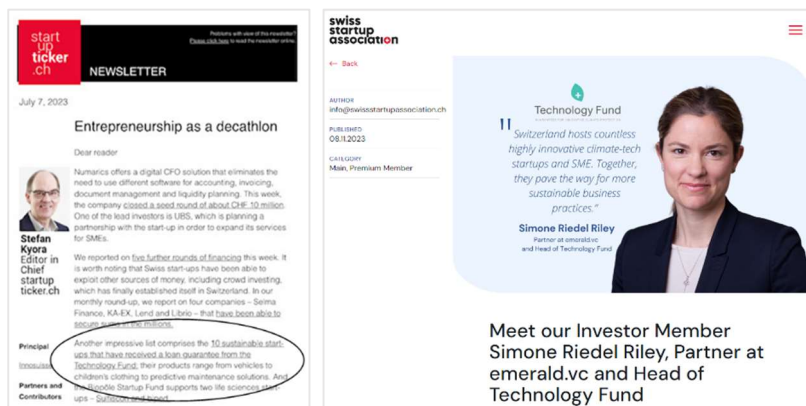 start
up
ticker
.ch
Problems with view of this newsletter?
Please click here to read the newsletter online.
NEWSLETTER
July 7, 2023
Entrepreneurship as a decathlon
Dear reader
Numarics offers a digital CFO solution that eliminates the
need to use different software for accounting, invoicing,
document management and liquidity planning. This week,
the company closed a seed round of about CHF 10 million.
One of the lead investors is UBS, which is planning a
partnership with the start-up in order to expand its services
for SMEs.
Stefan
Kyora
Editor in
Chief
startup
ticker.ch
We reported on five further rounds of financing this week. It
is worth noting that Swiss start-ups have been able to
exploit other sources of money, including crowd investing,
which has finally established itself in Switzerland. In our
monthly round-up, we report on four companies – Selma
Finance, KA-EX, Lend and Librio – that have been able to
secure sums in the millions.
Principal
Innosuisse
Another impressive list comprises the 10 sustainable start-
ups that have received a loan guarantee from the
Technology Fund; their products range from vehicles to
children's clothing to predictive maintenance solutions. And
the Biopôle Startup Fund supports two life sciences start-
ups –
Partners and
Contributors
swiss
startup
association
← Back
AUTHOR
info@swissstartupassociation.ch
PUBLISHED
08.11.2023
CATEGORY
Main, Premium Member
Technology Fund
"Switzerland hosts countless
highly innovative climate-tech
startups and SME. Together,
they pave the way for more
sustainable business
practices."
Simone Riedel Riley
Partner at emerald.vc
and Head of Technology Fund
Meet our Investor Member
Simone Riedel Riley, Partner at
emerald.vc and Head of
Technology Fund